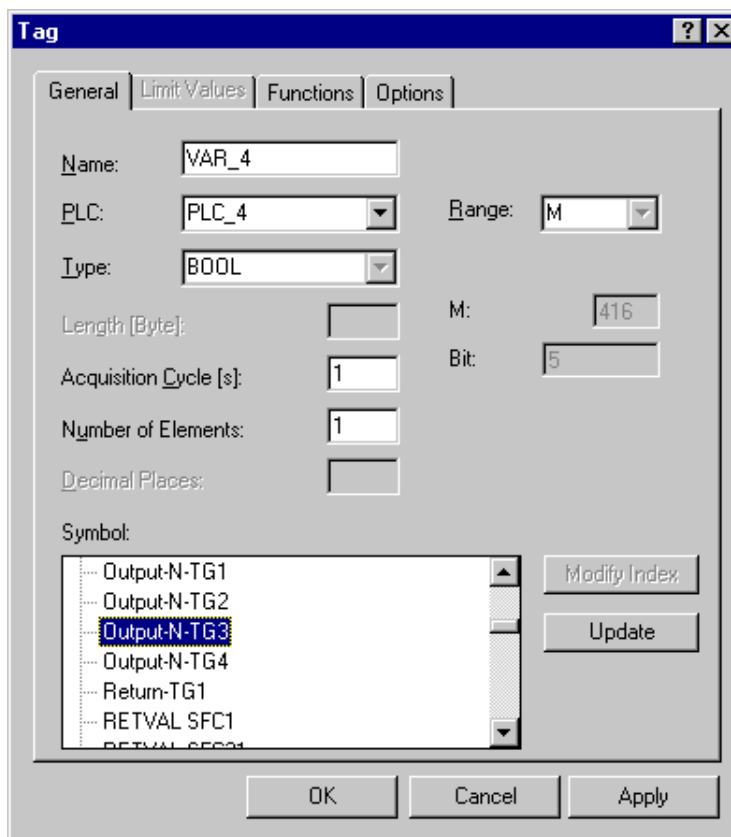 Tag
General Limit Values Functions Options
Name: VAR_4
PLC: PLC_4 Range: M
Type: BOOL
Length [Byte]: M: 416
Acquisition Cycle [s]: 1 Bit: 5
Number of Elements: 1
Decimal Places:
Symbol:
Output-N-TG1 Modify Index
Output-N-TG2
Output-N-TG3 Update
Output-N-TG4
Return-TG1
RETVAL SFC1
RETVAL SFC21
OK Cancel Apply